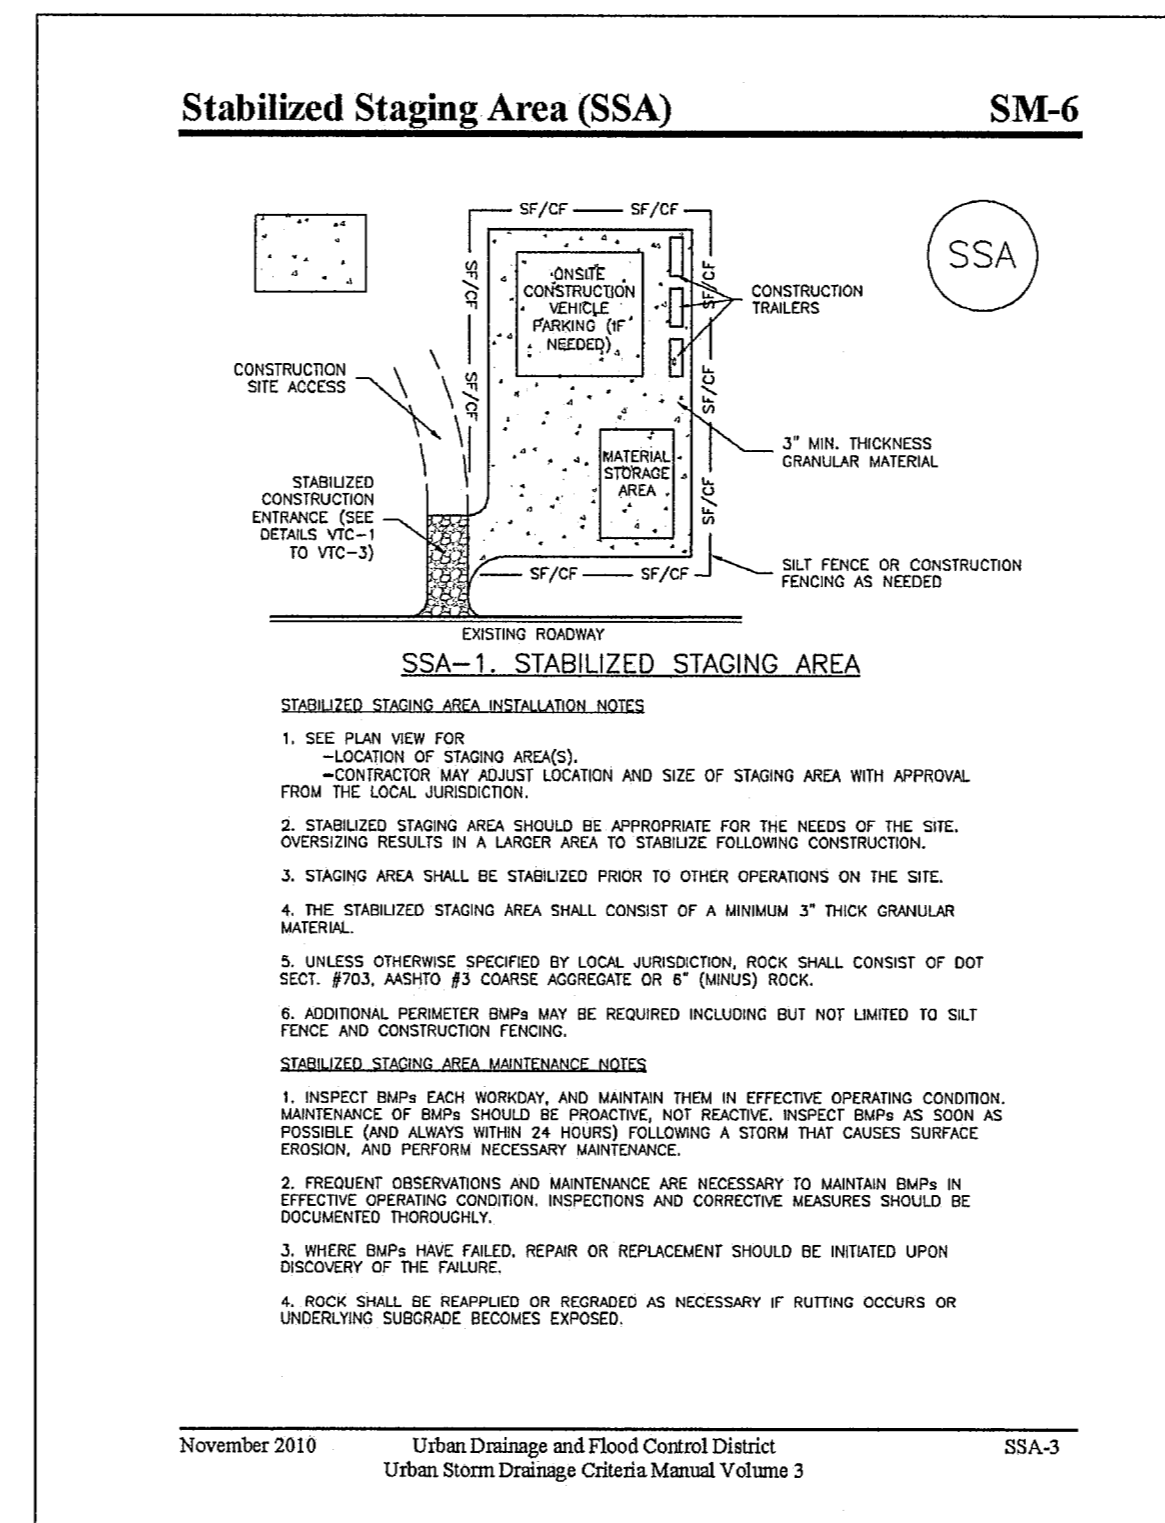 Stabilized Staging Area (SSA) SM-6
SF/CF SF/CF
SF/CF
SF/CF
SF/CF
SF/CF
SF/CF
SSA
ONSITE
CONSTRUCTION
VEHICLE
PARKING (IF
NEEDED)
CONSTRUCTION
TRAILERS
CONSTRUCTION
SITE ACCESS
3" MIN. THICKNESS
GRANULAR MATERIAL
MATERIAL
STORAGE
AREA
STABILIZED
CONSTRUCTION
ENTRANCE (SEE
DETAILS VTC-1
TO VTC-3)
SF/CF SF/CF
SILT FENCE OR CONSTRUCTION
FENCING AS NEEDED
EXISTING ROADWAY
SSA-1. STABILIZED STAGING AREA
STABILIZED STAGING AREA INSTALLATION NOTES
1. SEE PLAN VIEW FOR
-LOCATION OF STAGING AREA(S).
-CONTRACTOR MAY ADJUST LOCATION AND SIZE OF STAGING AREA WITH APPROVAL
FROM THE LOCAL JURISDICTION.
2. STABILIZED STAGING AREA SHOULD BE APPROPRIATE FOR THE NEEDS OF THE SITE.
OVERSIZING RESULTS IN A LARGER AREA TO STABILIZE FOLLOWING CONSTRUCTION.
3. STAGING AREA SHALL BE STABILIZED PRIOR TO OTHER OPERATIONS ON THE SITE.
4. THE STABILIZED STAGING AREA SHALL CONSIST OF A MINIMUM 3" THICK GRANULAR
MATERIAL.
5. UNLESS OTHERWISE SPECIFIED BY LOCAL JURISDICTION, ROCK SHALL CONSIST OF DOT
SECT. #703, AASHTO #3 COARSE AGGREGATE OR 6" (MINUS) ROCK.
6. ADDITIONAL PERIMETER BMPs MAY BE REQUIRED INCLUDING BUT NOT LIMITED TO SILT
FENCE AND CONSTRUCTION FENCING.
STABILIZED STAGING AREA MAINTENANCE NOTES
1. INSPECT BMPs EACH WORKDAY, AND MAINTAIN THEM IN EFFECTIVE OPERATING CONDITION.
MAINTENANCE OF BMPs SHOULD BE PROACTIVE, NOT REACTIVE. INSPECT BMPs AS SOON AS
POSSIBLE (AND ALWAYS WITHIN 24 HOURS) FOLLOWING A STORM THAT CAUSES SURFACE
EROSION, AND PERFORM NECESSARY MAINTENANCE.
2. FREQUENT OBSERVATIONS AND MAINTENANCE ARE NECESSARY TO MAINTAIN BMPs IN
EFFECTIVE OPERATING CONDITION. INSPECTIONS AND CORRECTIVE MEASURES SHOULD BE
DOCUMENTED THOROUGHLY.
3. WHERE BMPs HAVE FAILED, REPAIR OR REPLACEMENT SHOULD BE INITIATED UPON
DISCOVERY OF THE FAILURE.
4. ROCK SHALL BE REAPPLIED OR REGRADED AS NECESSARY IF RUTTING OCCURS OR
UNDERLYING SUBGRADE BECOMES EXPOSED.
November 2010 Urban Drainage and Flood Control District SSA-3
Urban Storm Drainage Criteria Manual Volume 3